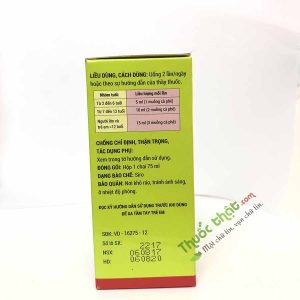 LIỀU DÙNG, CÁCH DÙNG: Uống 2 lần/ngày
hoặc theo sự hướng dẫn của thầy thuốc.
Nhóm tuổi Liều lượng mỗi lần
Từ 2 đến 6 tuổi 5 ml (1 muỗng cà phê)
Từ 7 đến 12 tuổi 10 ml (2 muỗng cà phê)
Người lớn và
trẻ em >12 tuổi 15 ml (3 muỗng cà phê)
CHỐNG CHỈ ĐỊNH, THẬN TRỌNG,
TÁC DỤNG PHỤ:
Xem trong tờ hướng dẫn sử dụng.
ĐÓNG GÓI: Hộp 1 chai 75 ml
DẠNG BÀO CHẾ: Siro
BẢO QUẢN: Nơi khô ráo, tránh ánh sáng,
ở nhiệt độ phòng.
ĐỌC KỸ HƯỚNG DẪN SỬ DỤNG TRƯỚC KHI DÙNG
ĐỂ XA TẦM TAY TRẺ EM
SĐK: VD - 16275 - 12
Số lô SX: 2217
NSX: 060817
HD: 060820
Thuốc thật.com